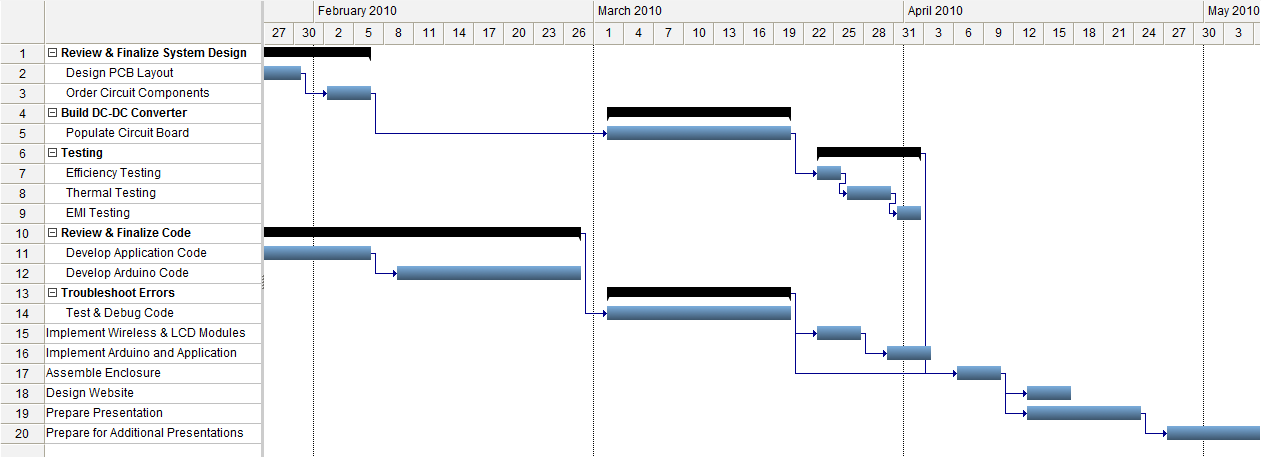 February 2010 March 2010 April 2010 May 2010
27 30 2 5 8 11 14 17 20 23 26 1 4 7 10 13 16 19 22 25 28 31 3 6 9 12 15 18 21 24 27 30 3
1 Review & Finalize System Design
2 Design PCB Layout
3 Order Circuit Components
4 Build DC-DC Converter
5 Populate Circuit Board
6 Testing
7 Efficiency Testing
8 Thermal Testing
9 EMI Testing
10 Review & Finalize Code
11 Develop Application Code
12 Develop Arduino Code
13 Troubleshoot Errors
14 Test & Debug Code
15 Implement Wireless & LCD Modules
16 Implement Arduino and Application
17 Assemble Enclosure
18 Design Website
19 Prepare Presentation
20 Prepare for Additional Presentations